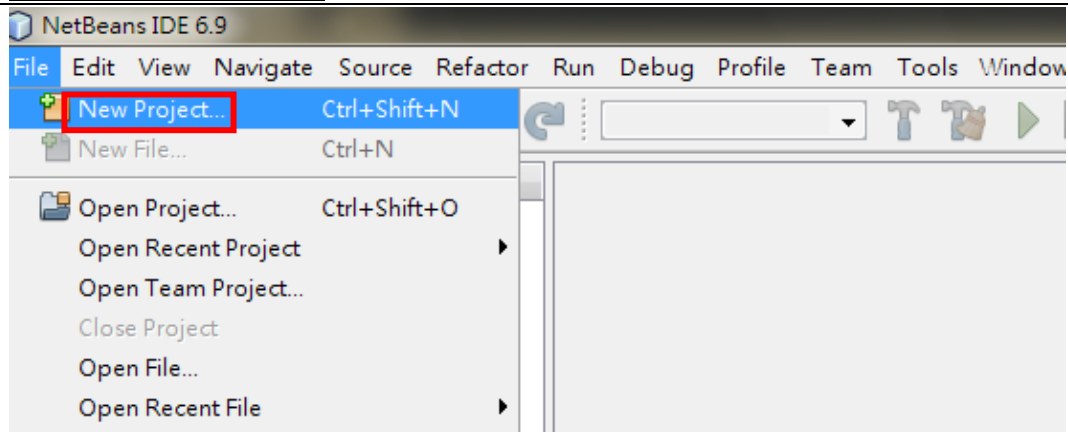 NetBeans IDE 6.9
File Edit View Navigate Source Refactor Run Debug Profile Team Tools Window
New Project... Ctrl+Shift+N
New File... Ctrl+N
Open Project... Ctrl+Shift+O
Open Recent Project
Open Team Project...
Close Project
Open File...
Open Recent File